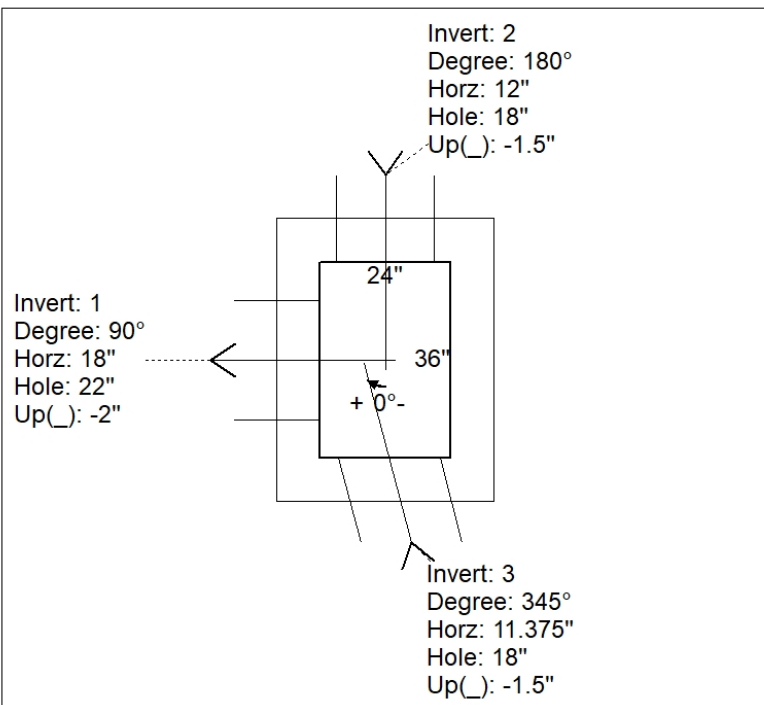 Invert: 2
Degree: 180°
Horz: 12"
Hole: 18"
Up(_): -1.5"
24"
Invert: 1
Degree: 90°
Horz: 18"
Hole: 22"
Up(_): -2"
36"
+ 0°-
Invert: 3
Degree: 345°
Horz: 11.375"
Hole: 18"
Up(_): -1.5"